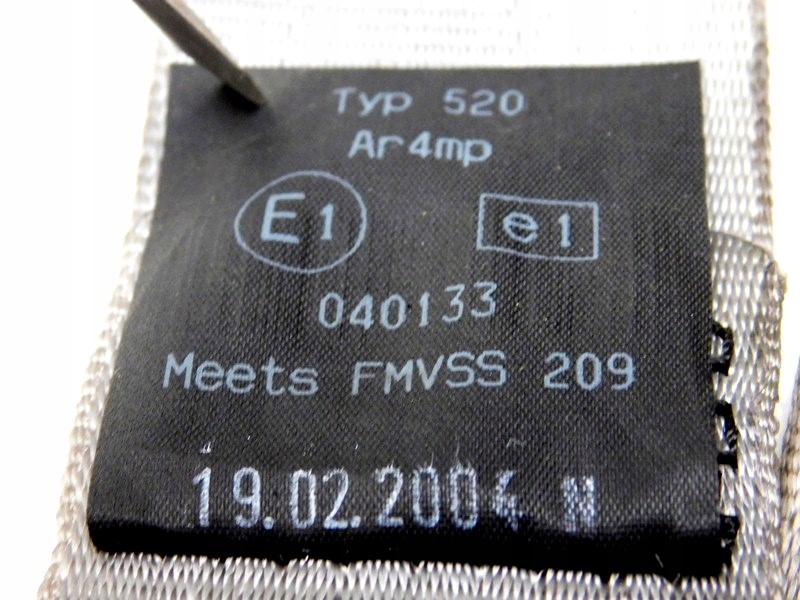 Typ 520
Ar4mp
E1 e1
040133
Meets FMVSS 209
19.02.2004 N